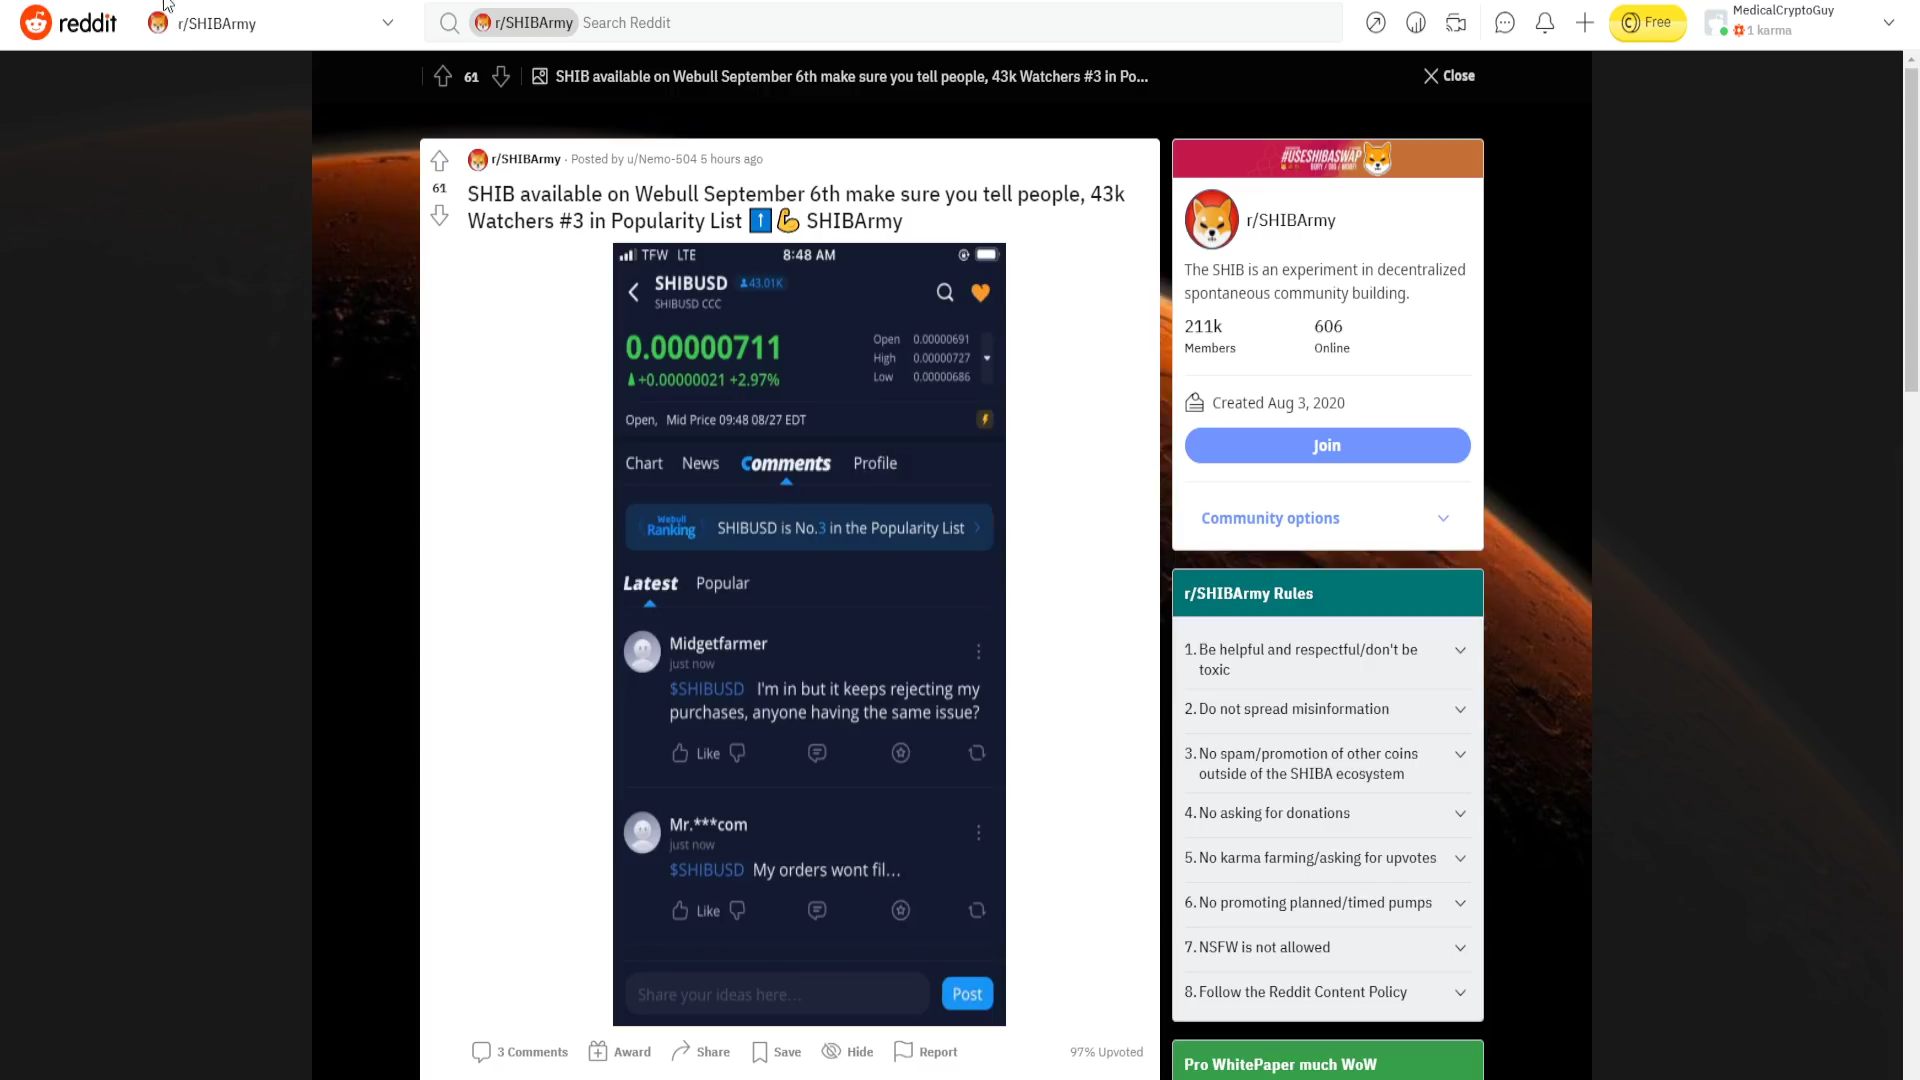 reddit
r/SHIBArmy
r/SHIBArmy Search Reddit
Free
MedicalCryptoGuy
1 karma
61 SHIB available on Webull September 6th make sure you tell people, 43k Watchers #3 in Po...
Close
r/SHIBArmy · Posted by u/Nemo-504 5 hours ago
61
SHIB available on Webull September 6th make sure you tell people, 43k
Watchers #3 in Popularity List ⬆️💪 SHIBArmy
TFW LTE 8:48 AM
SHIBUSD 43.01K
SHIBUSD CCC
0.00000711
+0.00000021 +2.97%
Open 0.00000691
High 0.00000727
Low 0.00000686
Open, Mid Price 09:48 08/27 EDT
Chart News Comments Profile
Webull
Ranking
SHIBUSD is No.3 in the Popularity List
Latest Popular
Midgetfarmer
just now
$SHIBUSD I'm in but it keeps rejecting my
purchases, anyone having the same issue?
Like
Mr.***com
just now
$SHIBUSD My orders wont fil...
Like
Share your ideas here...
Post
3 Comments Award Share Save Hide Report 97% Upvoted
#USESHIBASWAP
r/SHIBArmy
The SHIB is an experiment in decentralized
spontaneous community building.
211k 606
Members Online
Created Aug 3, 2020
Join
Community options
r/SHIBArmy Rules
1. Be helpful and respectful/don't be
toxic
2. Do not spread misinformation
3. No spam/promotion of other coins
outside of the SHIBA ecosystem
4. No asking for donations
5. No karma farming/asking for upvotes
6. No promoting planned/timed pumps
7. NSFW is not allowed
8. Follow the Reddit Content Policy
Pro WhitePaper much WoW